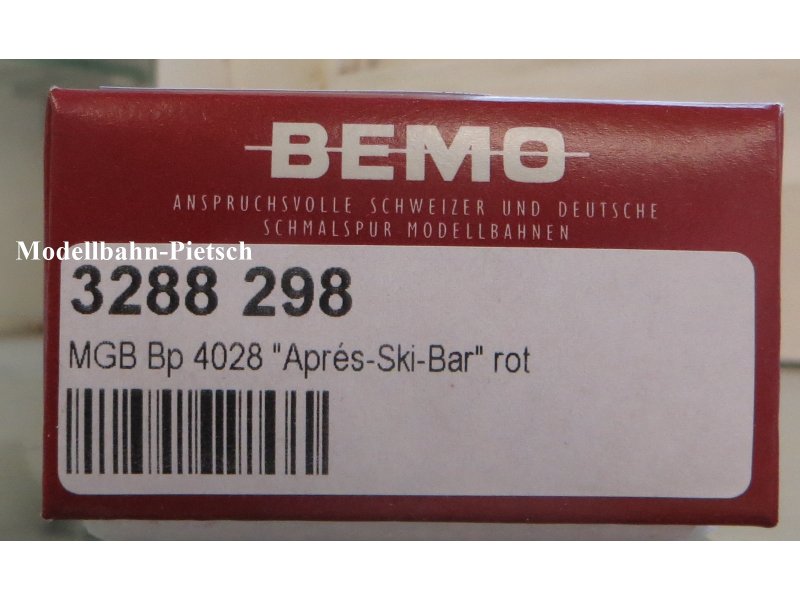 BEMO
ANSPRUCHSVOLLE SCHWEIZER UND DEUTSCHE
SCHMALSPUR MODELLBAHNEN
Modellbahn-Pietsch
3288 298
MGB Bp 4028 "Aprés-Ski-Bar" rot